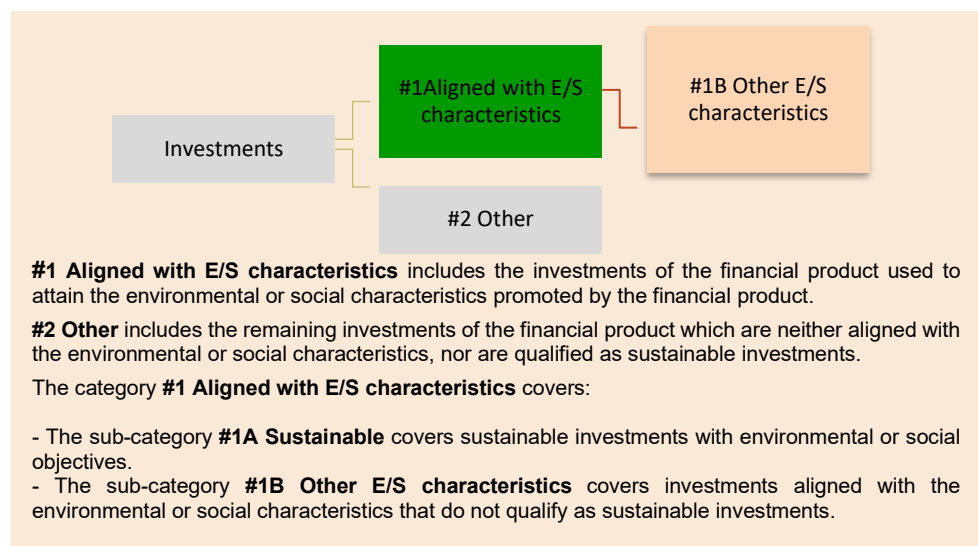 #1Aligned with E/S
characteristics
#1B Other E/S
characteristics
Investments
#2 Other
#1 Aligned with E/S characteristics includes the investments of the financial product used to
attain the environmental or social characteristics promoted by the financial product.
#2 Other includes the remaining investments of the financial product which are neither aligned with
the environmental or social characteristics, nor are qualified as sustainable investments.
The category #1 Aligned with E/S characteristics covers:
- The sub-category #1A Sustainable covers sustainable investments with environmental or social
objectives.
- The sub-category #1B Other E/S characteristics covers investments aligned with the
environmental or social characteristics that do not qualify as sustainable investments.